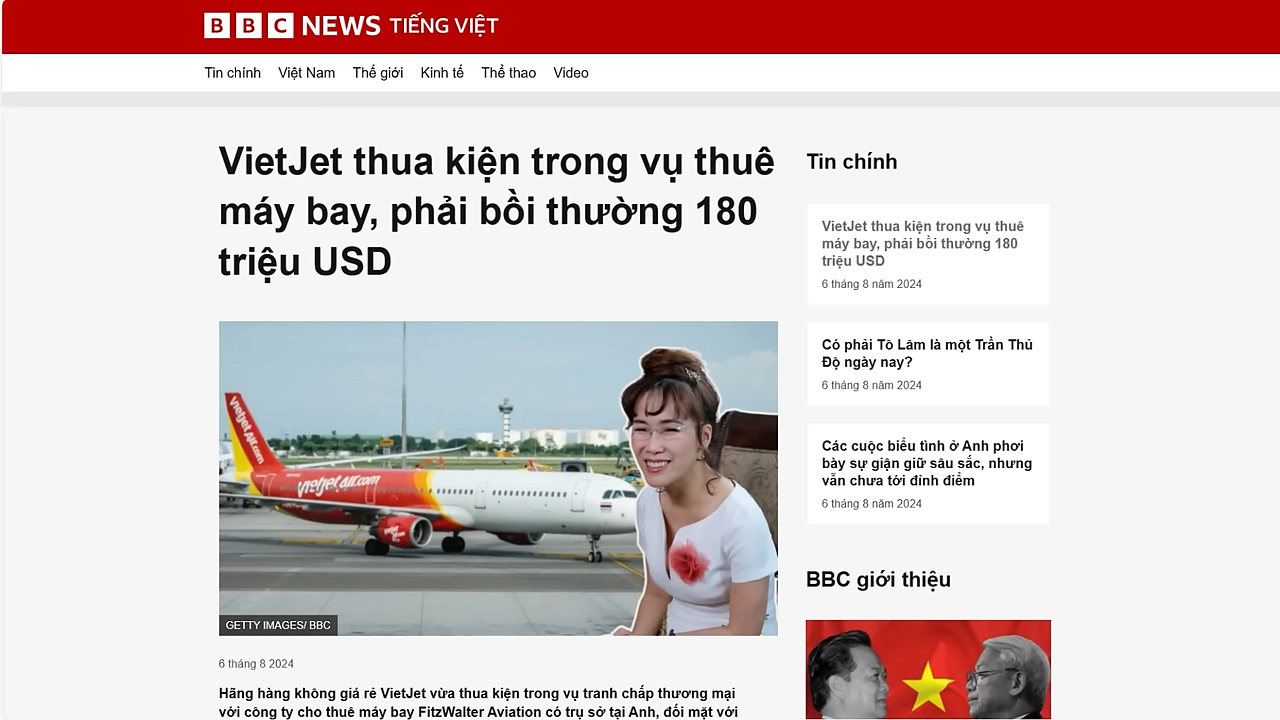 BBC NEWS TIẾNG VIỆT
Tin chính Việt Nam Thế giới Kinh tế Thể thao Video
VietJet thua kiện trong vụ thuê
máy bay, phải bồi thường 180
triệu USD
vietjetAir.com
vietjetAir.com
GETTY IMAGES/ BBC
6 tháng 8 2024
Hãng hàng không giá rẻ VietJet vừa thua kiện trong vụ tranh chấp thương mại
với công ty cho thuê máy bay FitzWalter Aviation có trụ sở tại Anh, đối mặt với
Tin chính
VietJet thua kiện trong vụ thuê
máy bay, phải bồi thường 180
triệu USD
6 tháng 8 năm 2024
Có phải Tô Lâm là một Trần Thủ
Độ ngày nay?
6 tháng 8 năm 2024
Các cuộc biểu tình ở Anh phơi
bày sự giận giữ sâu sắc, nhưng
vẫn chưa tới đỉnh điểm
6 tháng 8 năm 2024
BBC giới thiệu